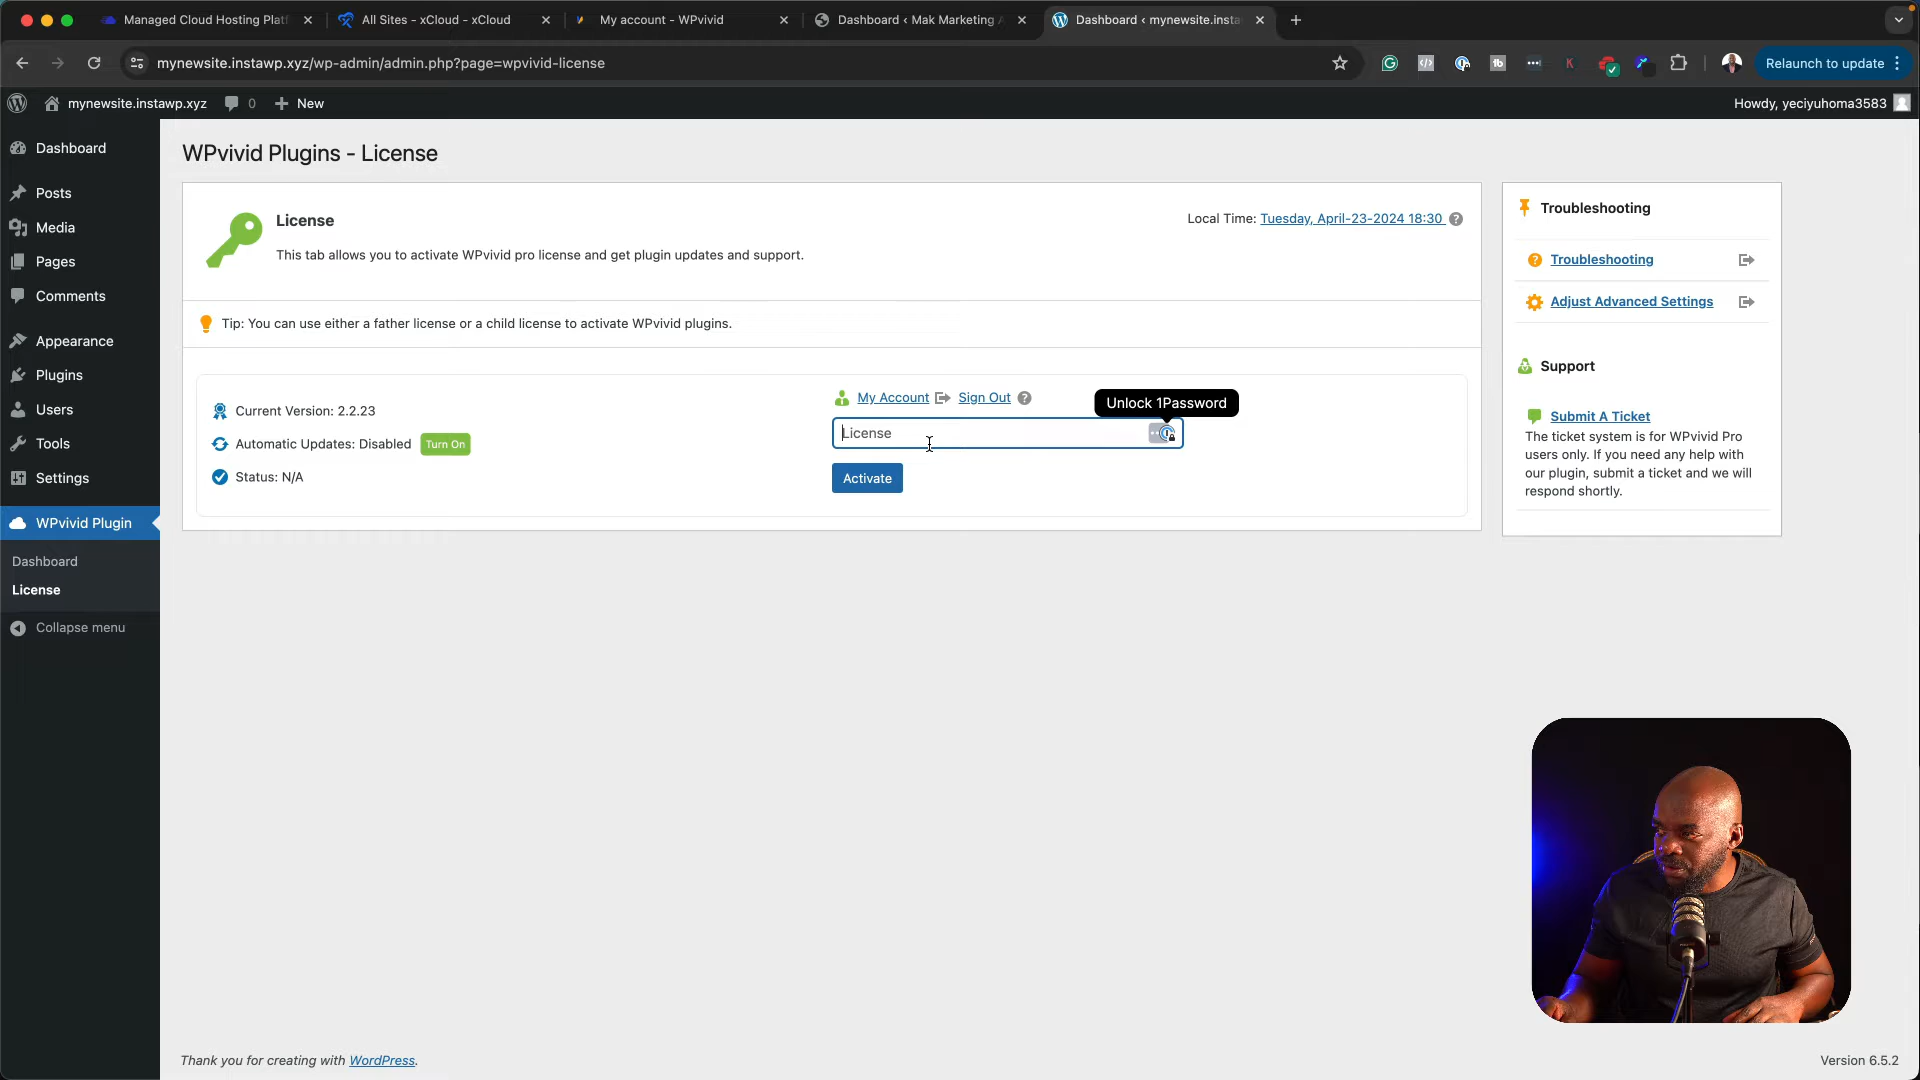 Managed Cloud Hosting Platf
All Sites - xCloud - xCloud
My account - WPvivid
Dashboard ‹ Mak Marketing A
Dashboard ‹ mynewsite.insta
mynewsite.instawp.xyz/wp-admin/admin.php?page=wpvivid-license
Relaunch to update
mynewsite.instawp.xyz
0
New
Howdy, yeciyuhoma3583
Dashboard
Posts
Media
Pages
Comments
Appearance
Plugins
Users
Tools
Settings
WPvivid Plugin
Dashboard
License
Collapse menu
WPvivid Plugins - License
License
This tab allows you to activate WPvivid pro license and get plugin updates and support.
Local Time: Tuesday, April-23-2024 18:30
Tip: You can use either a father license or a child license to activate WPvivid plugins.
Current Version: 2.2.23
Automatic Updates: Disabled Turn On
Status: N/A
My Account Sign Out
Unlock 1Password
License
Activate
Troubleshooting
Troubleshooting
Adjust Advanced Settings
Support
Submit A Ticket
The ticket system is for WPvivid Pro
users only. If you need any help with
our plugin, submit a ticket and we will
respond shortly.
Thank you for creating with WordPress.
Version 6.5.2